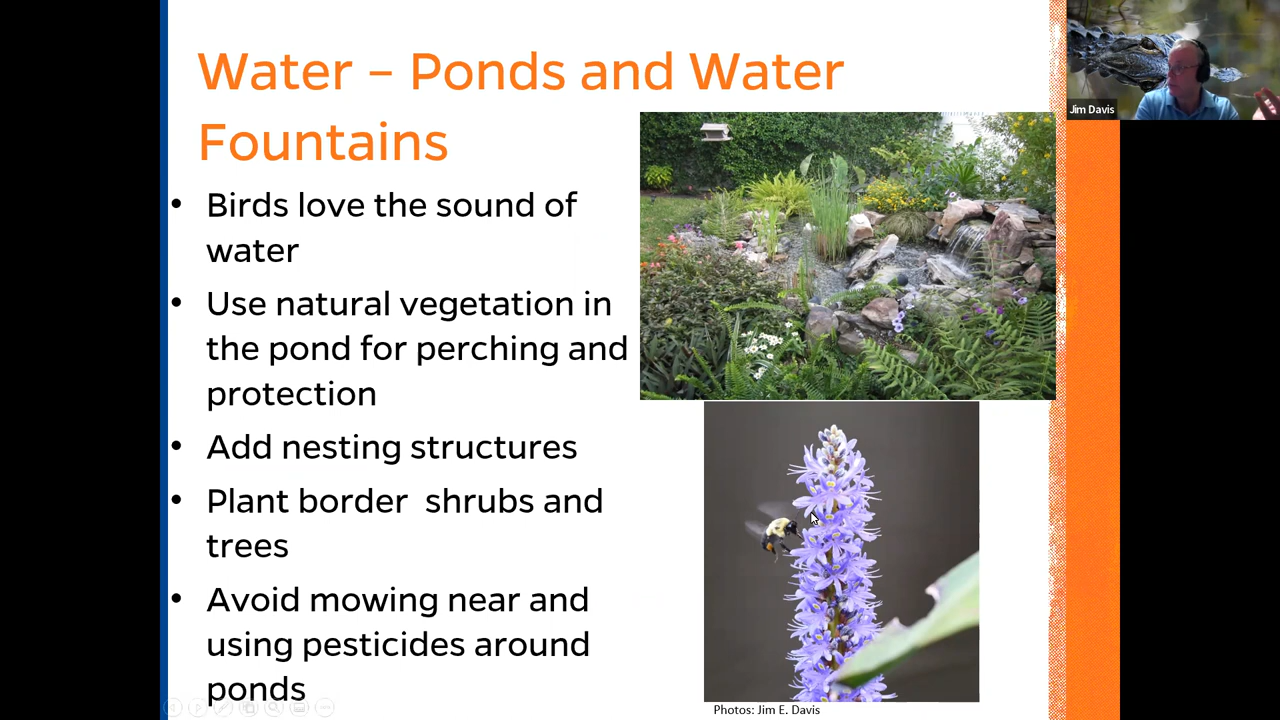 Water – Ponds and Water
Fountains
• Birds love the sound of
water
• Use natural vegetation in
the pond for perching and
protection
• Add nesting structures
• Plant border  shrubs and
trees
• Avoid mowing near and
using pesticides around
ponds
Photos: Jim E. Davis
Jim Davis